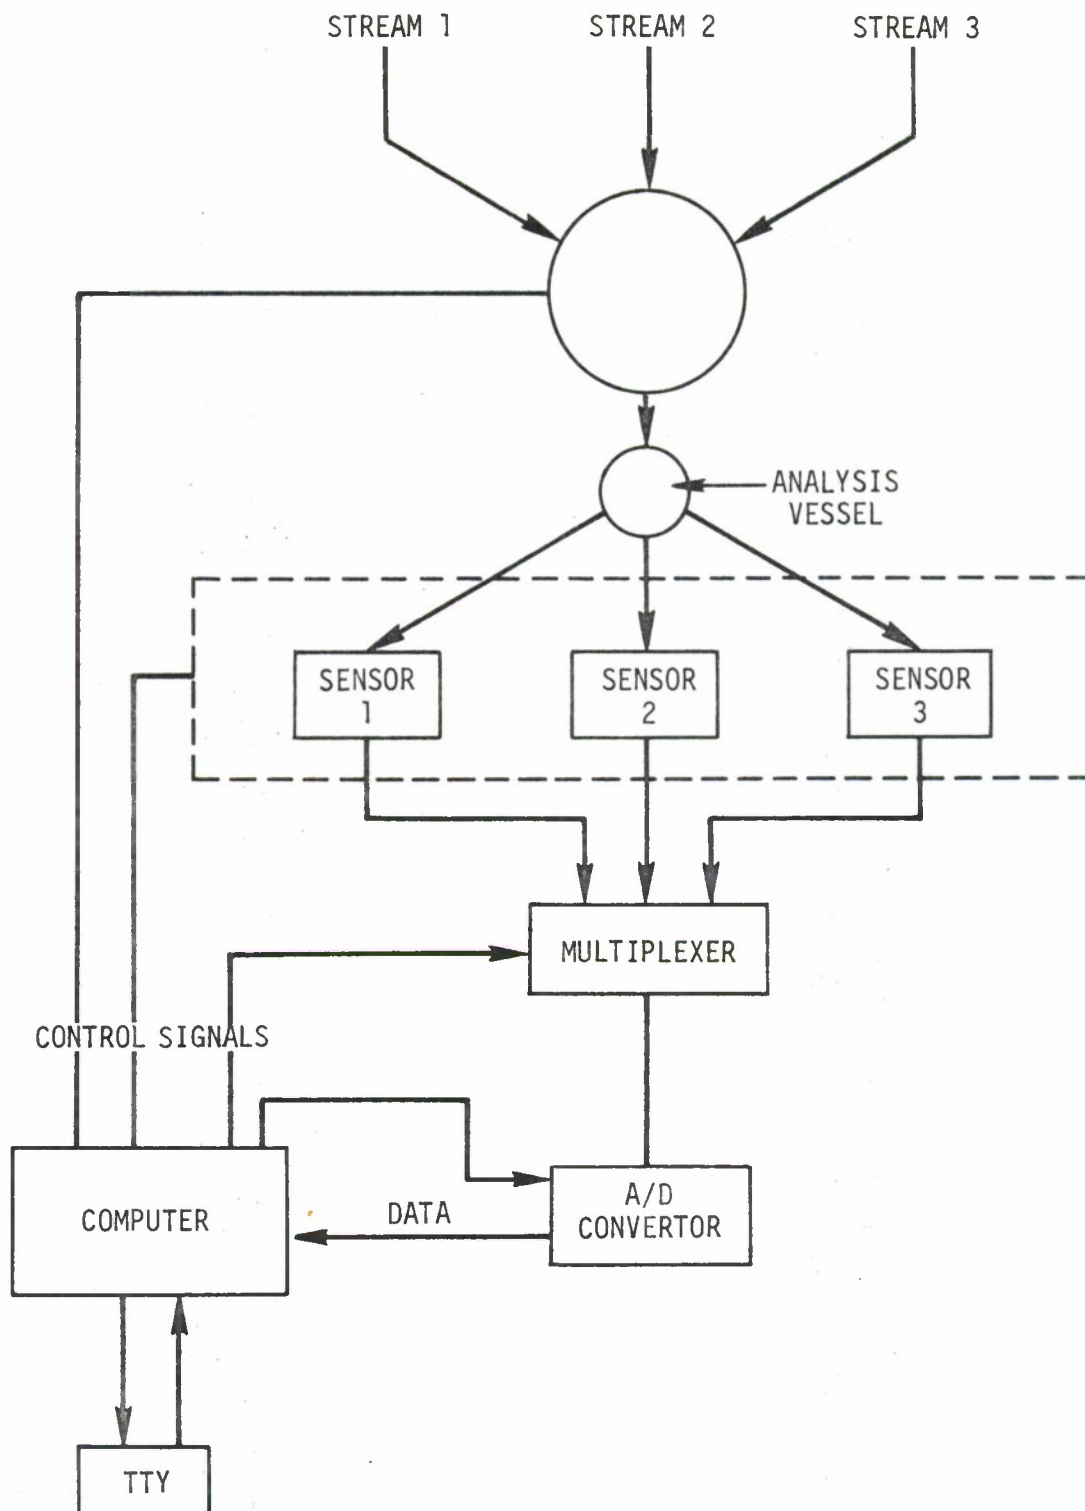 STREAM 1
STREAM 2
STREAM 3
ANALYSIS
VESSEL
SENSOR
1
SENSOR
2
SENSOR
3
MULTIPLEXER
CONTROL SIGNALS
A/D
CONVERTOR
DATA
COMPUTER
TTY